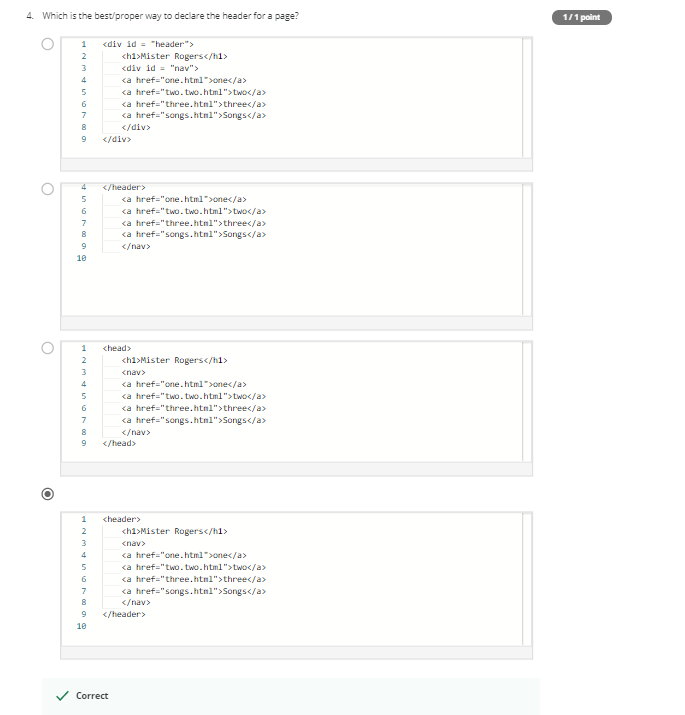 4. Which is the best/proper way to declare the header for a page?
1/1 point
1 <div id = "header">
2 <h1>Mister Rogers</h1>
3 <div id = "nav">
4 <a href="one.html">one</a>
5 <a href="two.two.html">two</a>
6 <a href="three.html">three</a>
7 <a href="songs.html">Songs</a>
8 </div>
9 </div>
4 </header>
5 <a href="one.html">one</a>
6 <a href="two.two.html">two</a>
7 <a href="three.html">three</a>
8 <a href="songs.html">Songs</a>
9 </nav>
10
1 <head>
2 <h1>Mister Rogers</h1>
3 <nav>
4 <a href="one.html">one</a>
5 <a href="two.two.html">two</a>
6 <a href="three.html">three</a>
7 <a href="songs.html">Songs</a>
8 </nav>
9 </head>
1 <header>
2 <h1>Mister Rogers</h1>
3 <nav>
4 <a href="one.html">one</a>
5 <a href="two.two.html">two</a>
6 <a href="three.html">three</a>
7 <a href="songs.html">Songs</a>
8 </nav>
9 </header>
10
Correct